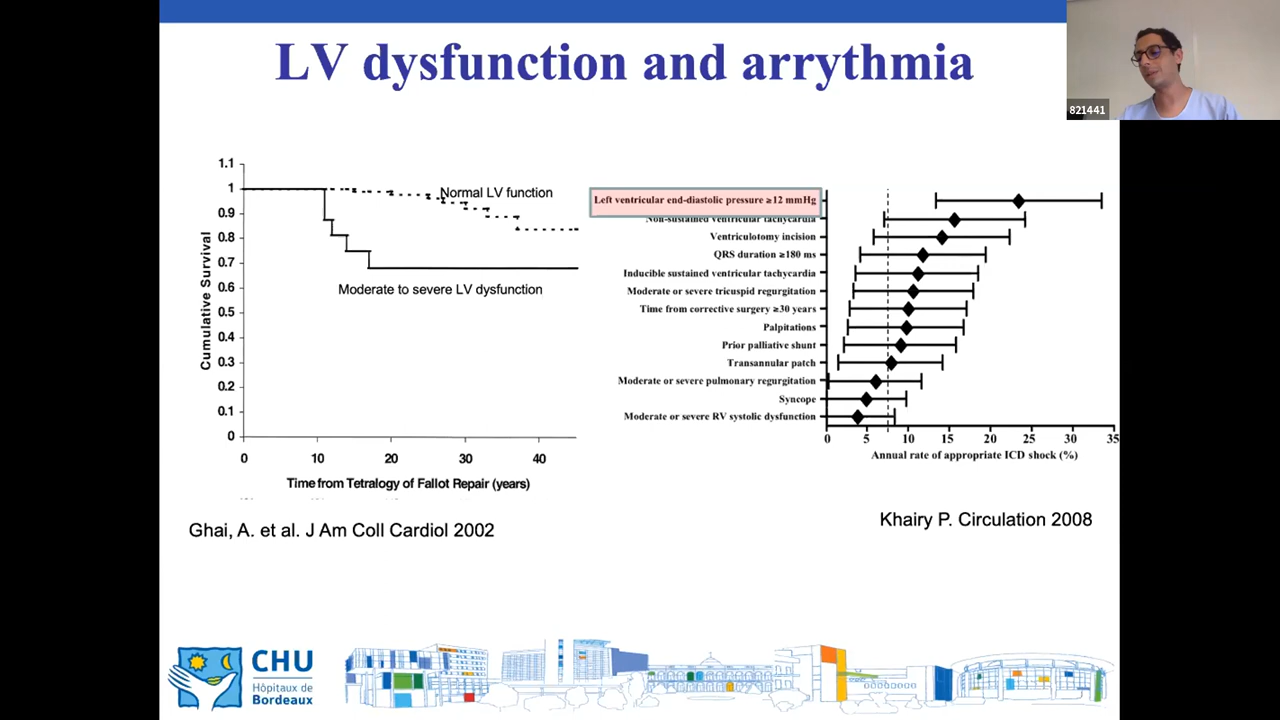 LV dysfunction and arrythmia
821441
1.1
1
0.9
0.8
0.7
0.6
0.5
0.4
0.3
0.2
0.1
0
Cumulative Survival
Normal LV function
Moderate to severe LV dysfunction
0 10 20 30 40
Time from Tetralogy of Fallot Repair (years)
Ghai, A. et al. J Am Coll Cardiol 2002
Left ventricular end-diastolic pressure ≥12 mmHg
Non-sustained ventricular tachycardia
Ventriculotomy incision
QRS duration ≥180 ms
Inducible sustained ventricular tachycardia
Moderate or severe tricuspid regurgitation
Time from corrective surgery ≥30 years
Palpitations
Prior palliative shunt
Transannular patch
Moderate or severe pulmonary regurgitation
Syncope
Moderate or severe RV systolic dysfunction
0 5 10 15 20 25 30 35
Annual rate of appropriate ICD shock (%)
Khairy P. Circulation 2008
CHU
Hôpitaux de
Bordeaux